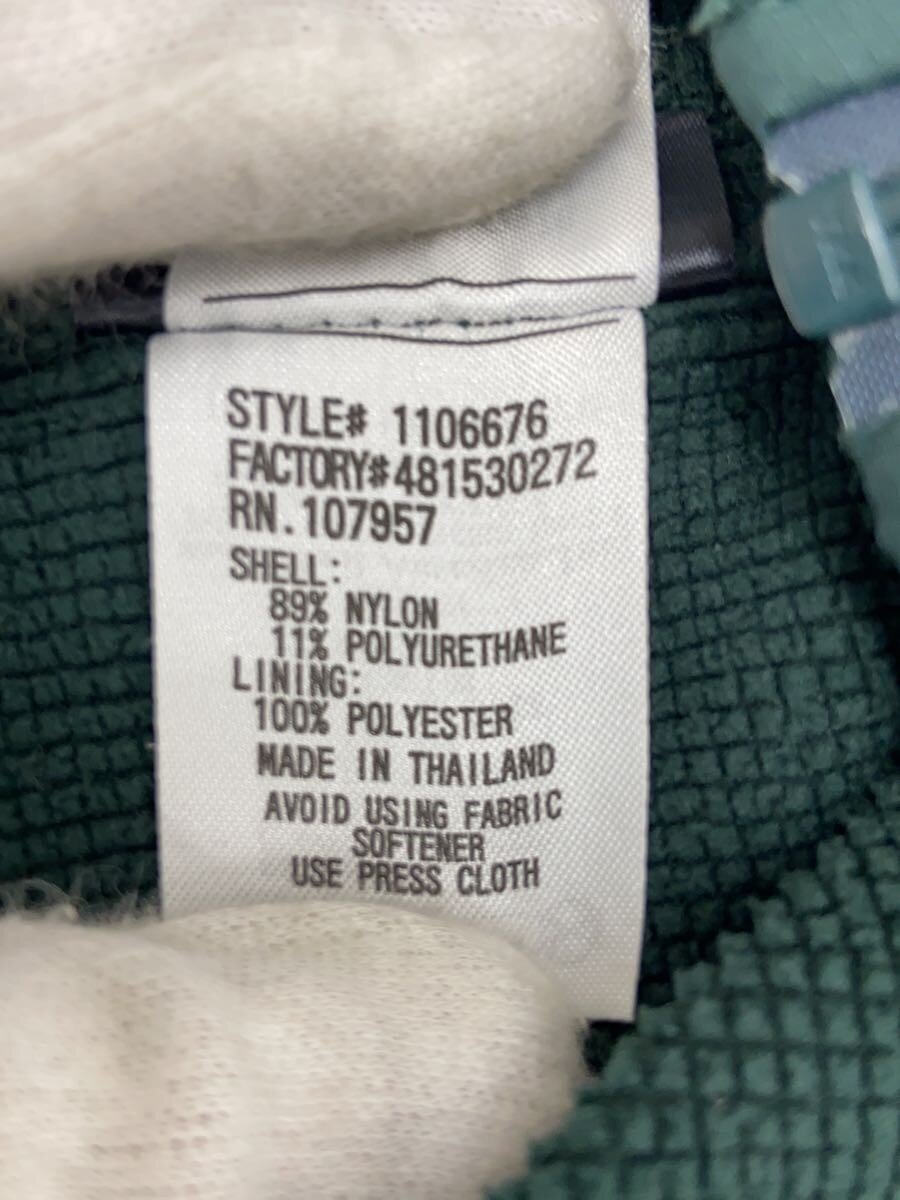 STYLE# 1106676
FACTORY#481530272
RN.107957
SHELL:
89% NYLON
11% POLYURETHANE
LINING:
100% POLYESTER
MADE IN THAILAND
AVOID USING FABRIC
SOFTENER
USE PRESS CLOTH